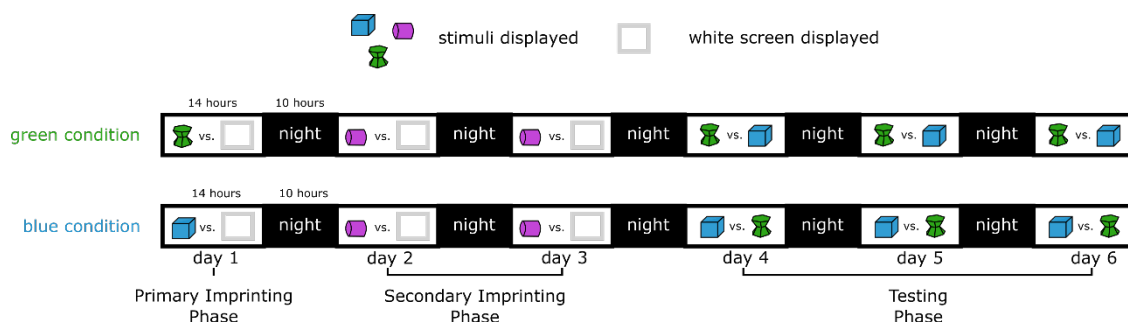 stimuli displayed white screen displayed
14 hours 10 hours
green condition vs. night vs. night vs. night vs. night vs. night vs.
14 hours 10 hours
blue condition vs. night vs. night vs. night vs. night vs. night vs.
day 1 day 2 day 3 day 4 day 5 day 6
Primary Imprinting Secondary Imprinting Testing
Phase Phase Phase